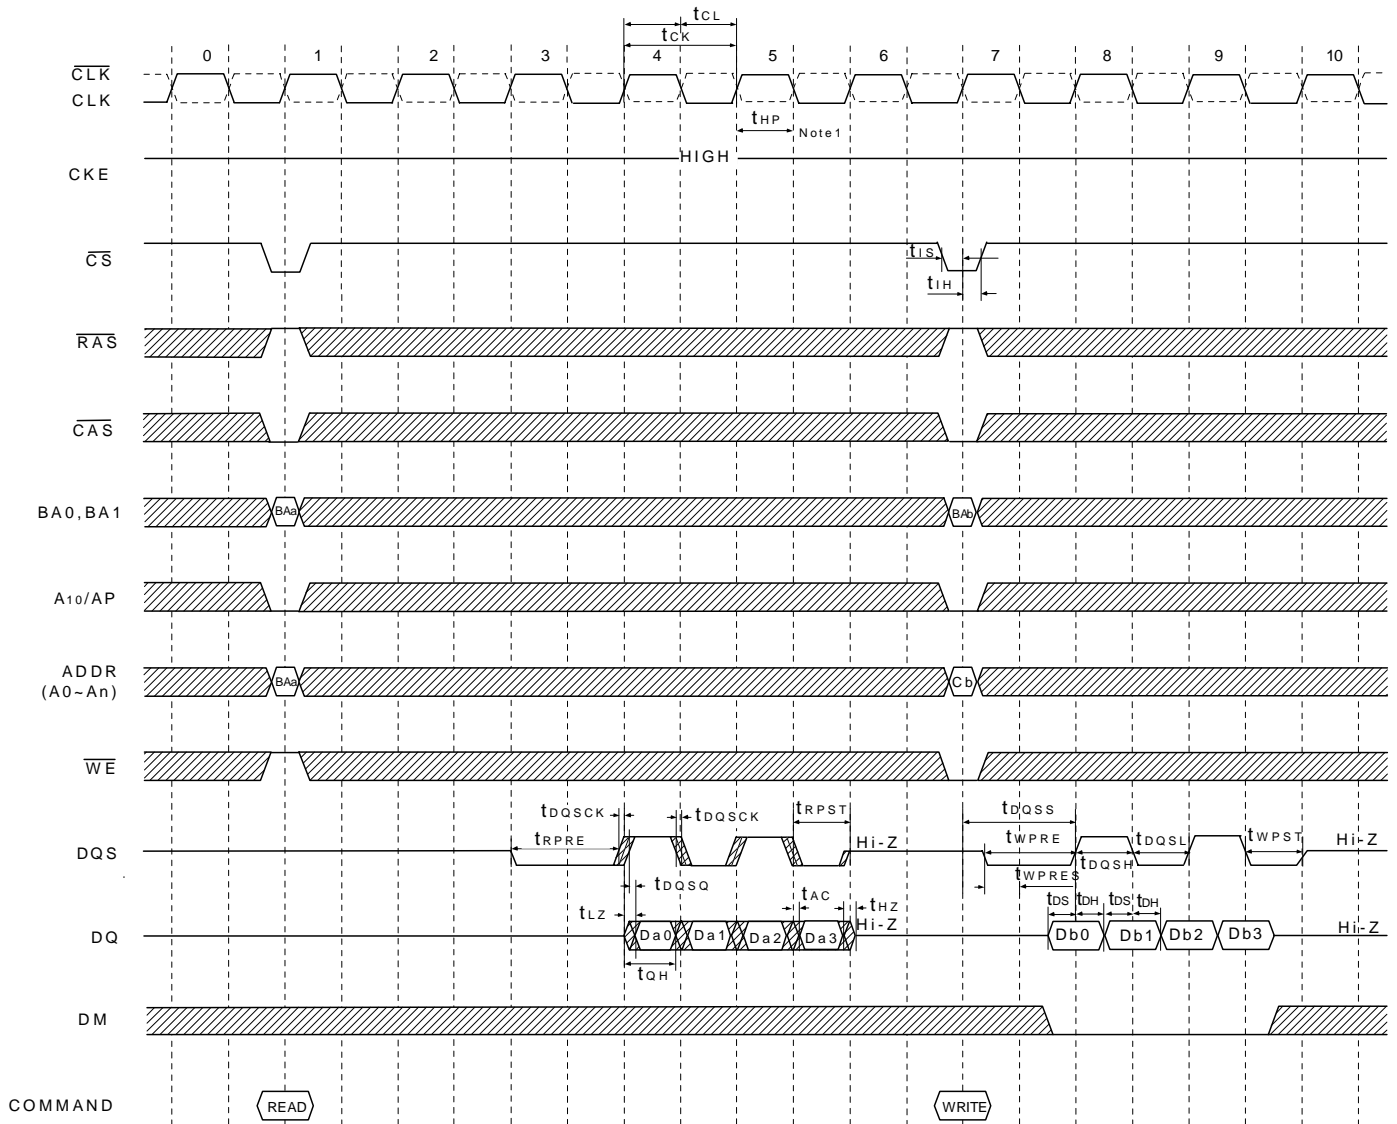 tCL
tCK
0 1 2 3 4 5 6 7 8 9 10
CLK
CLK
tHP Note1
HIGH
CKE
CS
tIS
tIH
RAS
CAS
BA0,BA1 BAa BAb
A10/AP
ADDR
(A0~An) BAa Cb
WE
tDQSCK tDQSCK tRPST tDQSS
tRPRE tWPRE tDQSL tWPST
DQS Hi-Z Hi-Z
tDQSH
tWPRES
tDQSQ
tLZ tAC tHZ tDS tDH tDS tDH
Hi-Z Hi-Z
DQ Da0 Da1 Da2 Da3 Db0 Db1 Db2 Db3
tQH
DM
COMMAND READ WRITE